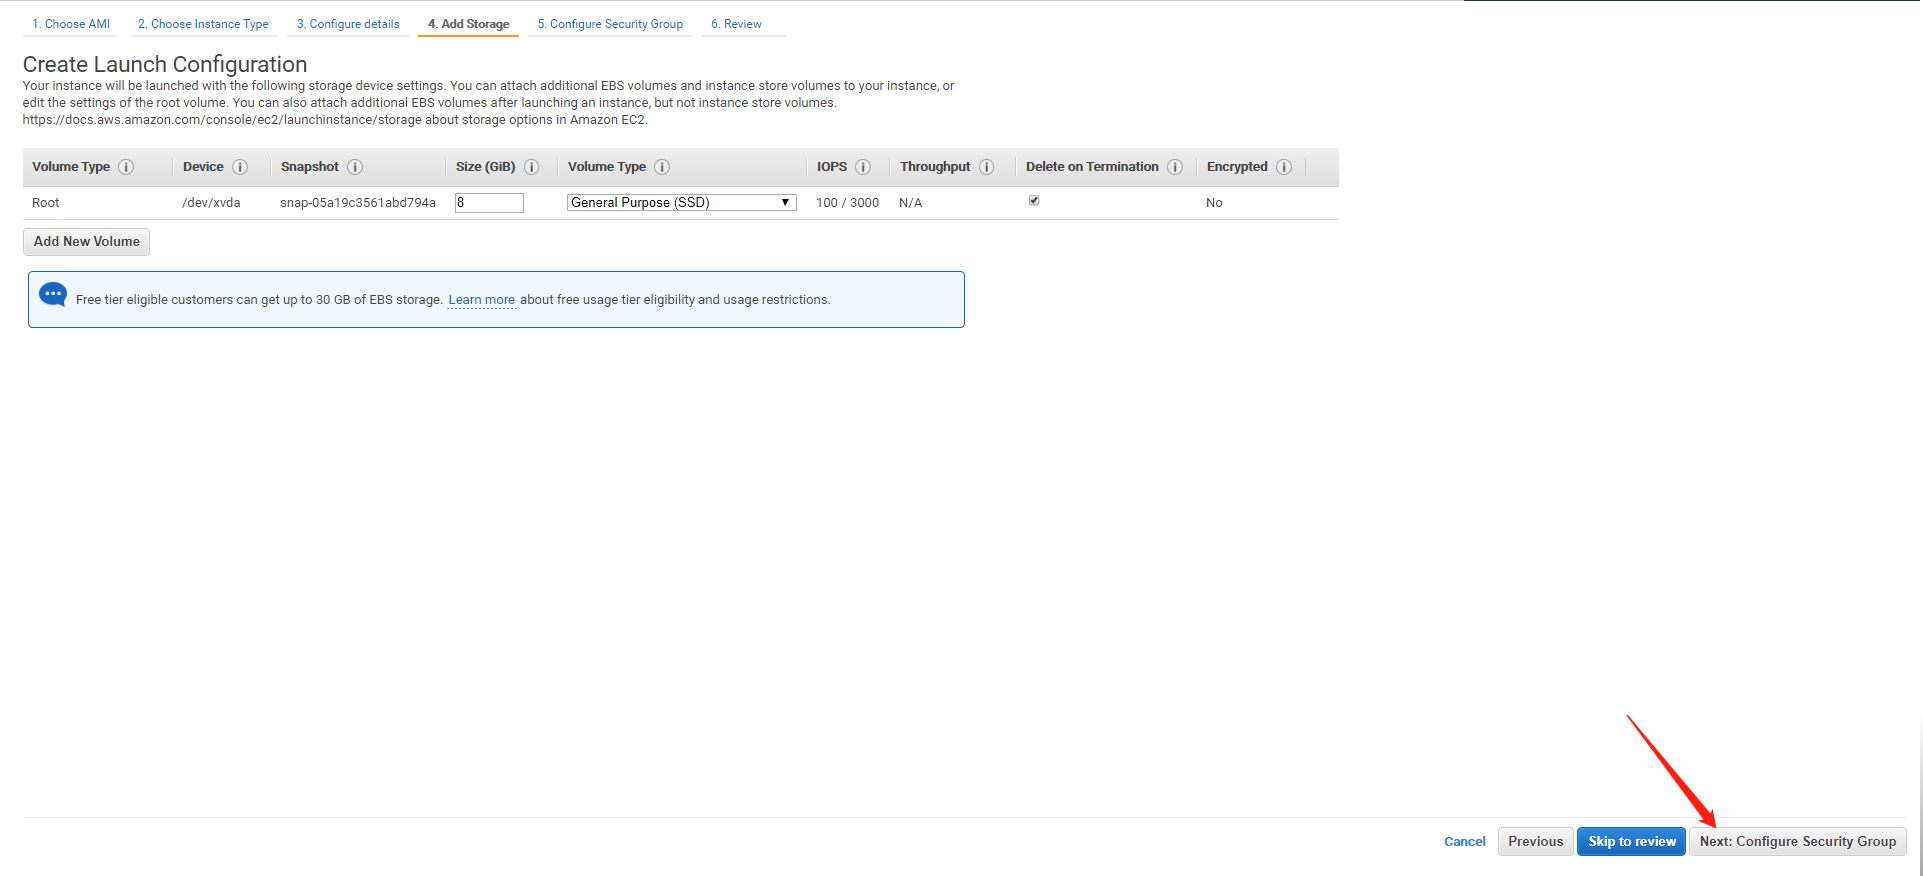 1. Choose AMI 2. Choose Instance Type 3. Configure details 4. Add Storage 5. Configure Security Group 6. Review
Create Launch Configuration
Your instance will be launched with the following storage device settings. You can attach additional EBS volumes and instance store volumes to your instance, or
edit the settings of the root volume. You can also attach additional EBS volumes after launching an instance, but not instance store volumes.
https://docs.aws.amazon.com/console/ec2/launchinstance/storage about storage options in Amazon EC2.
Volume Type Device Snapshot Size (GiB) Volume Type IOPS Throughput Delete on Termination Encrypted
Root /dev/xvda snap-05a19c3561abd794a 8 General Purpose (SSD) 100 / 3000 N/A No
Add New Volume
Free tier eligible customers can get up to 30 GB of EBS storage. Learn more about free usage tier eligibility and usage restrictions.
Cancel Previous Skip to review Next: Configure Security Group